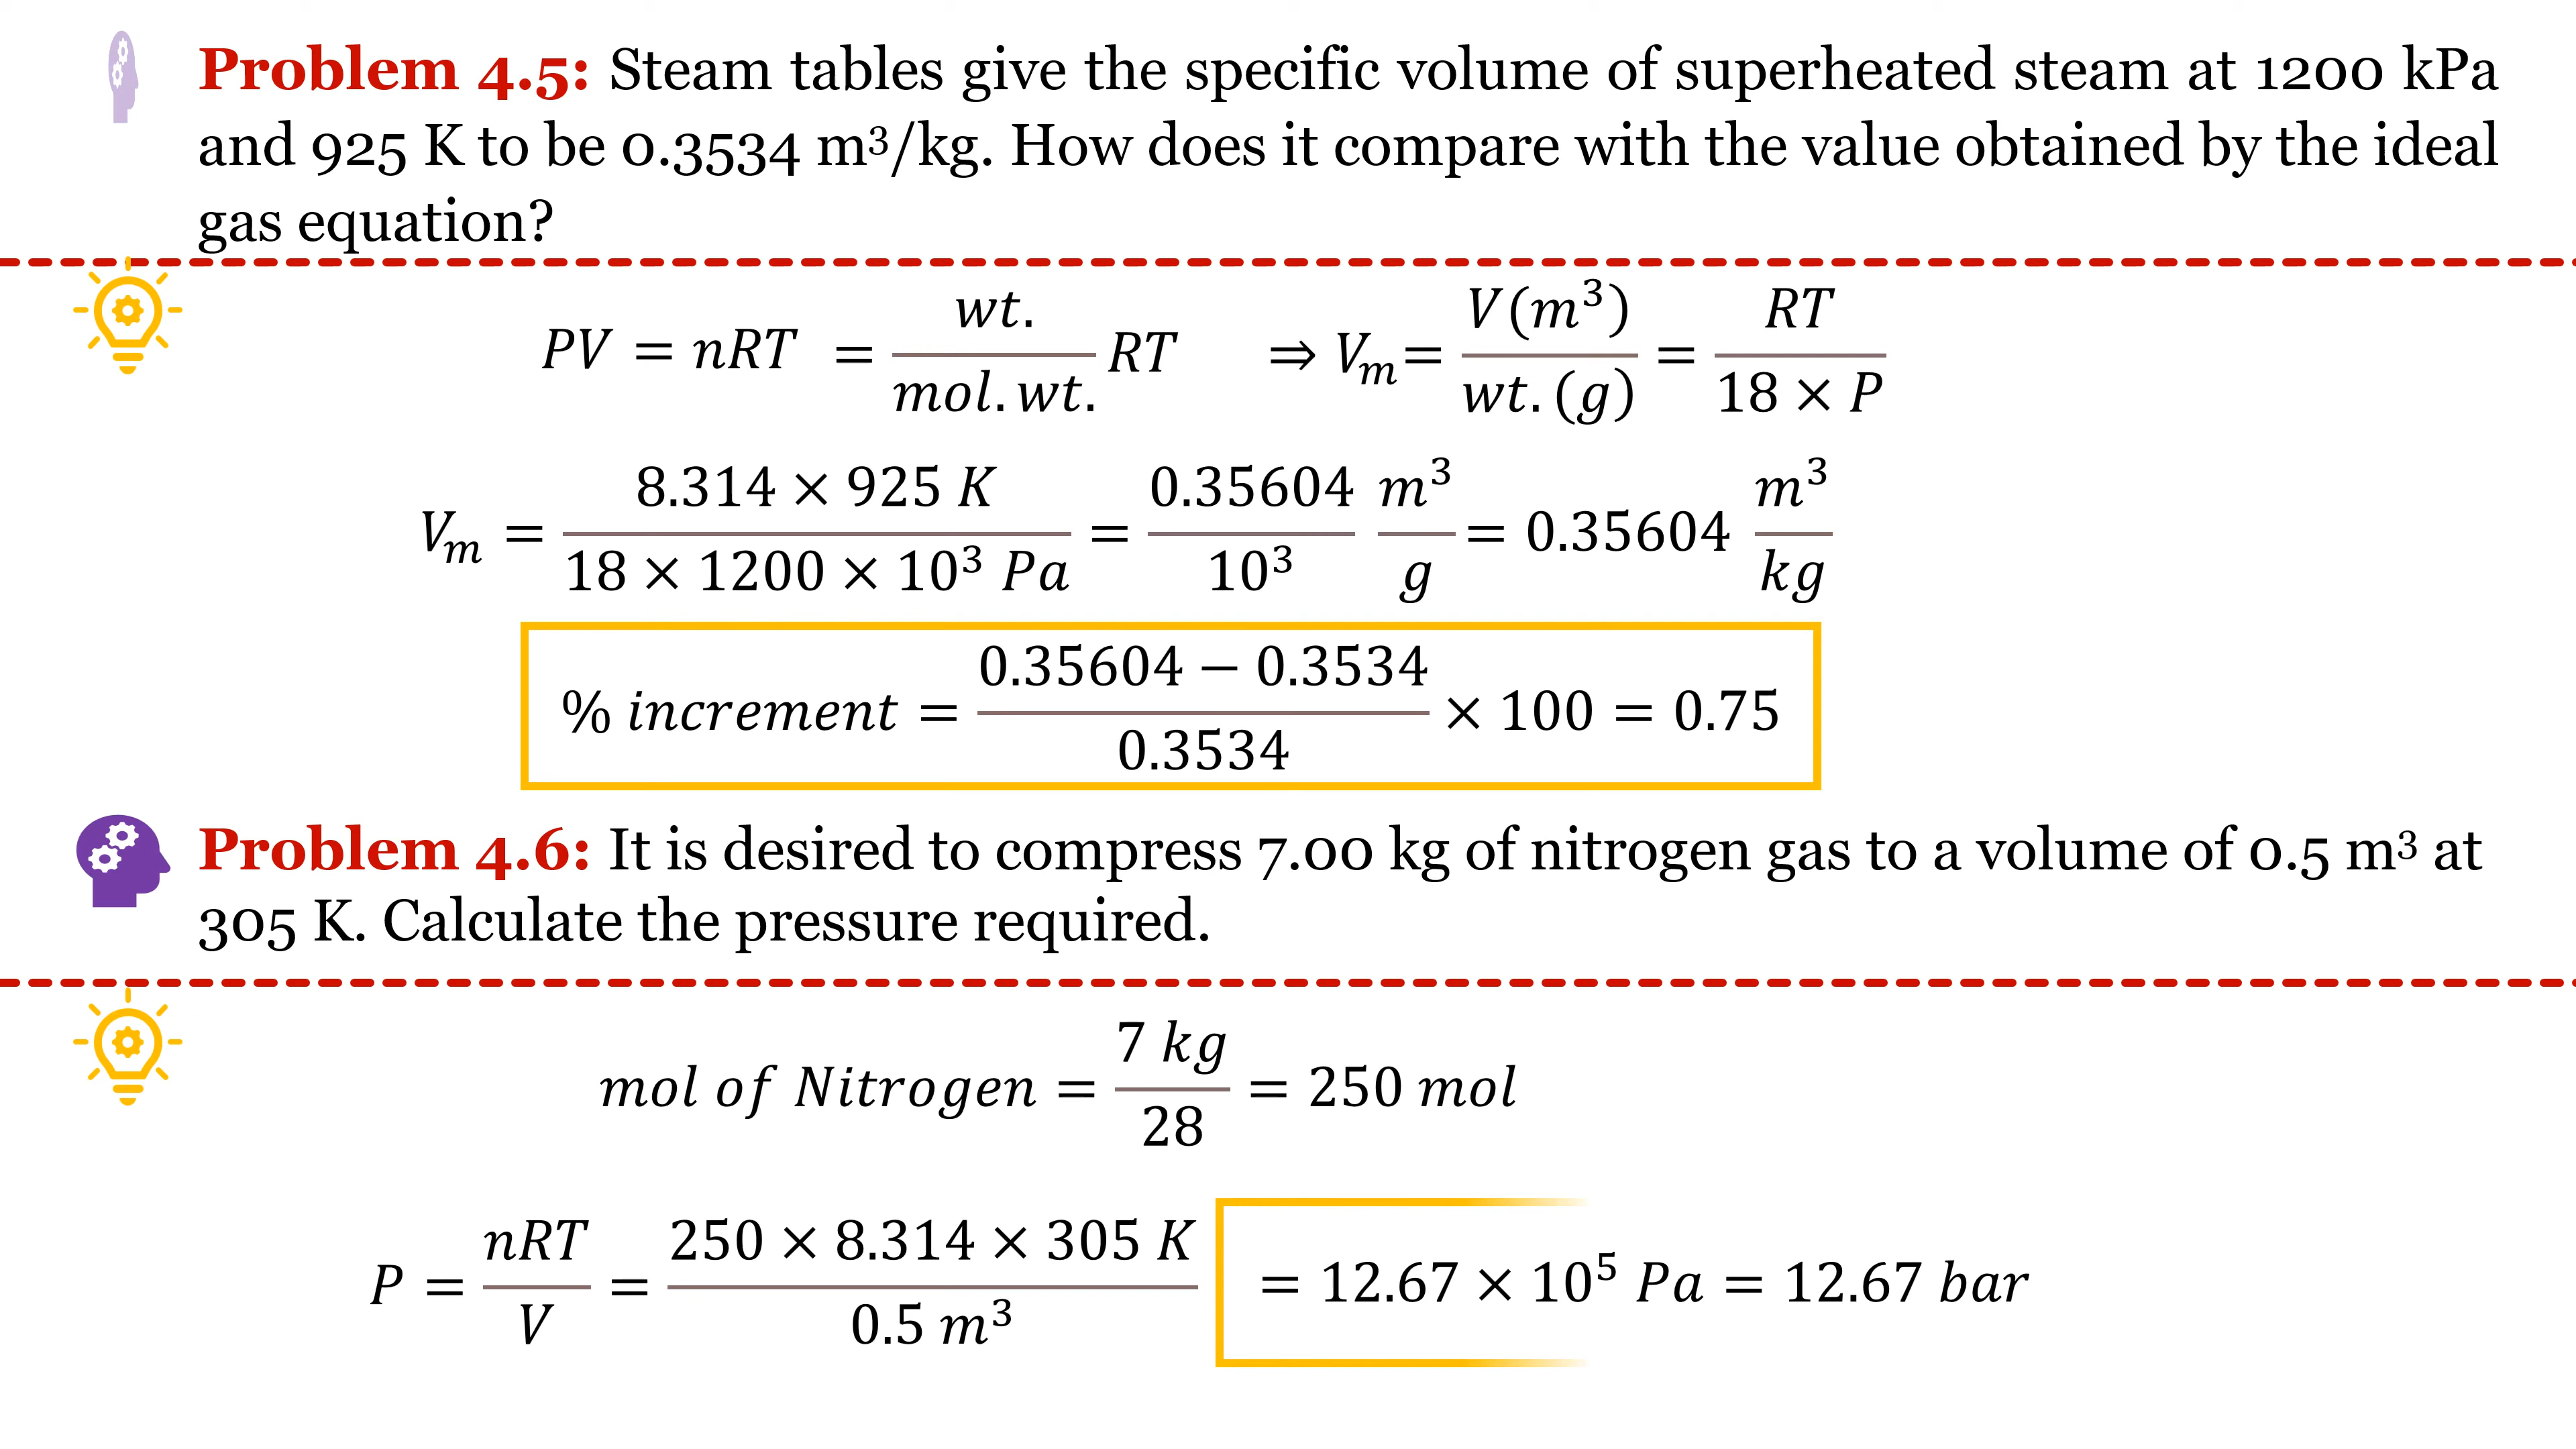 Problem 4.5: Steam tables give the specific volume of superheated steam at 1200 kPa
and 925 K to be 0.3534 m³/kg. How does it compare with the value obtained by the ideal
gas equation?
PV = nRT = wt./mol.wt. RT ⇒ Vₘ = V(m³)/wt.(g) = RT/18 × P
Vₘ = 8.314 × 925 K/18 × 1200 × 10³ Pa = 0.35604/10³ m³/g = 0.35604 m³/kg
% increment = 0.35604 − 0.3534/0.3534 × 100 = 0.75
Problem 4.6: It is desired to compress 7.00 kg of nitrogen gas to a volume of 0.5 m³ at
305 K. Calculate the pressure required.
mol of Nitrogen = 7 kg/28 = 250 mol
P = nRT/V = 250 × 8.314 × 305 K/0.5 m³ = 12.67 × 10⁵ Pa = 12.67 bar